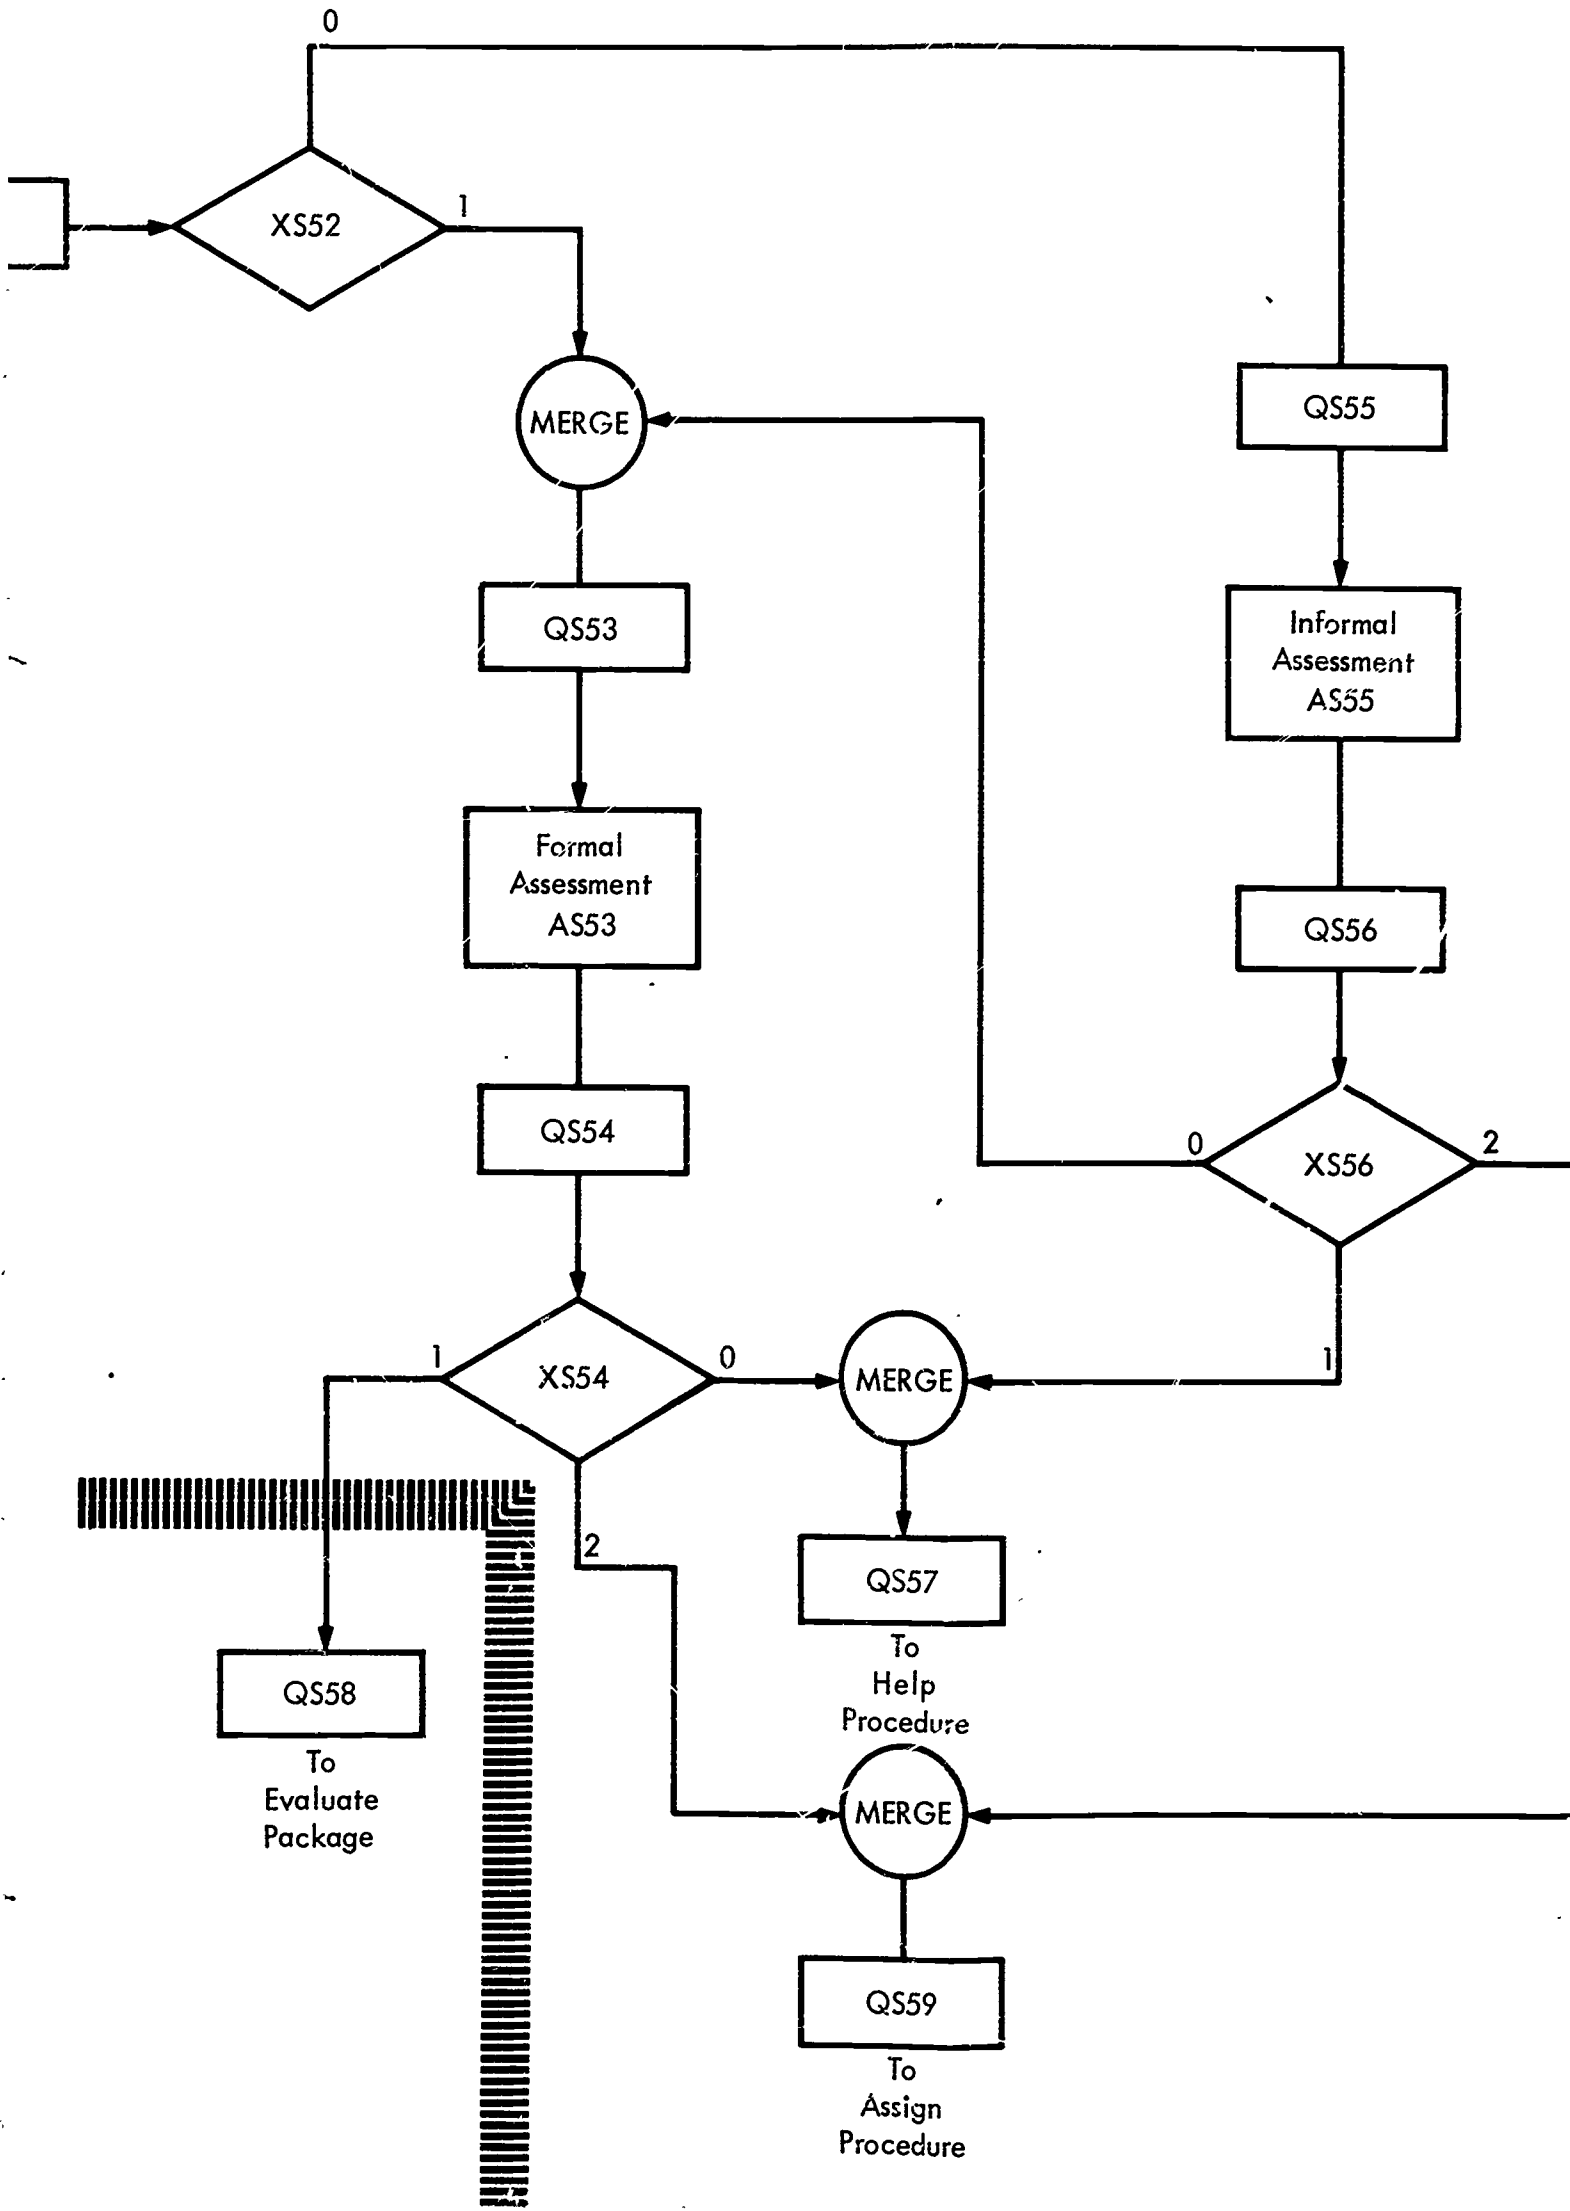 0
XS52
1
MERGE
QS55
QS53
Informal
Assessment
AS55
Formal
Assessment
AS53
QS56
QS54
0
XS56
2
1
XS54
0
MERGE
1
2
QS57
To
Help
Procedure
QS58
To
Evaluate
Package
MERGE
QS59
To
Assign
Procedure